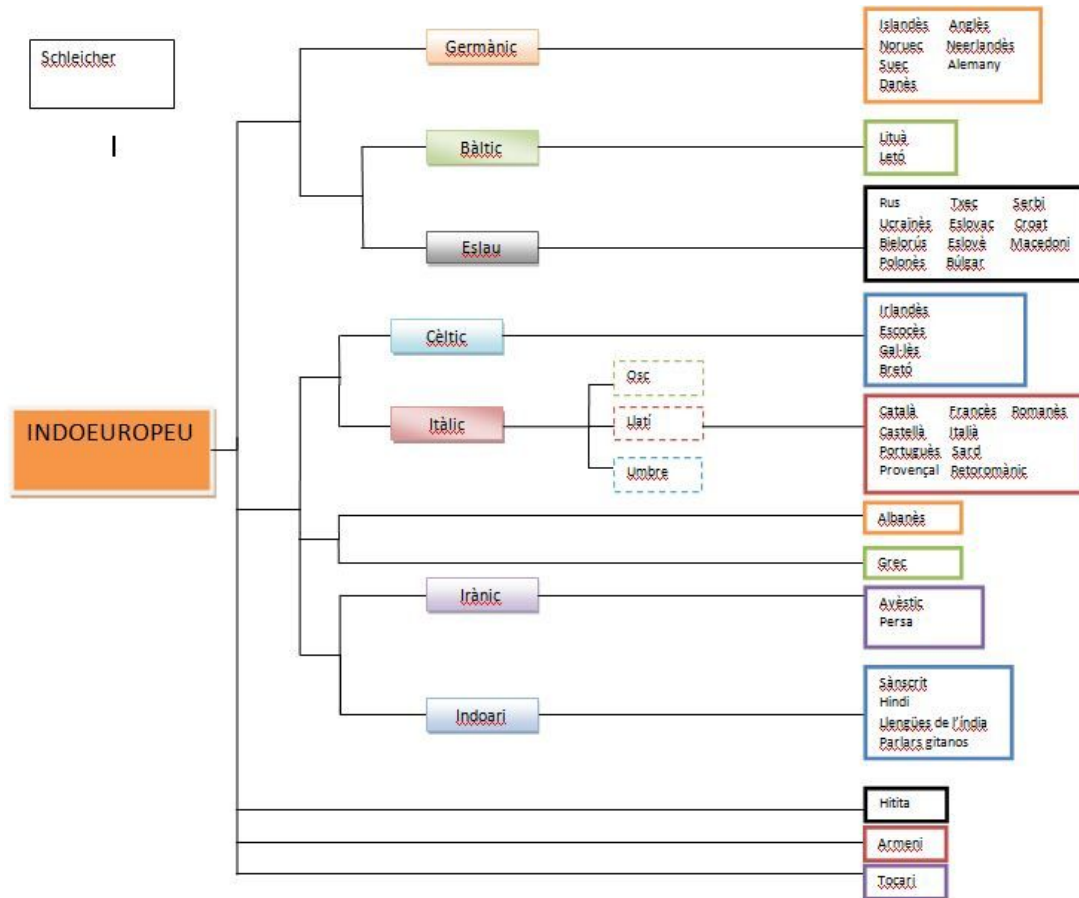 Schleicher
Germànic
Islandès Anglès
Noruec Neerlandès
Suec Alemany
Danès
Bàltic
Lituà
Letó
Eslau
Rus Txec Serbi
Ucraïnès Eslovac Croat
Bielorús Eslovè Macedoni
Polonès Búlgar
Cèltic
Irlandès
Escocès
Gal·lès
Bretó
INDOEUROPEU
Itàlic
Osc
Llatí
Umbre
Català Francès Romanès
Castellà Italià
Portuguès Sard
Provençal Retoromànic
Albanès
Grec
Irànic
Avèstic
Persa
Indoari
Sànscrit
Hindi
Llengües de l'índia
Parlars gitanos
Hitita
Armeni
Tocari